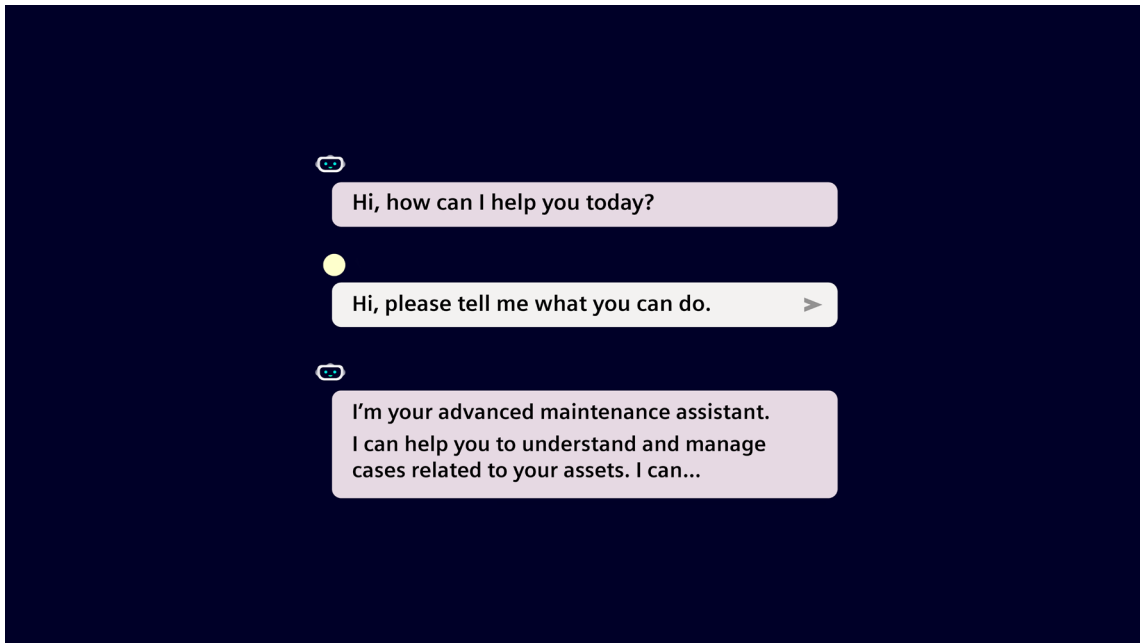 Hi, how can I help you today?
Hi, please tell me what you can do.
I’m your advanced maintenance assistant.
I can help you to understand and manage
cases related to your assets. I can...